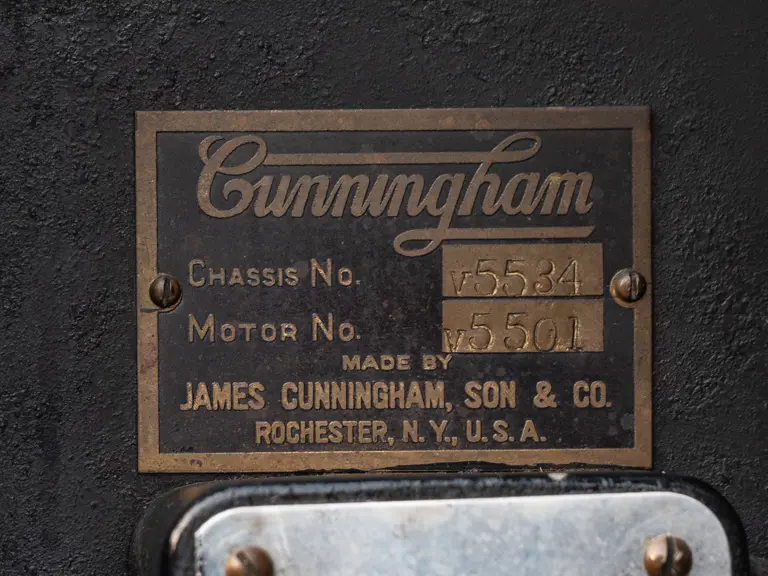 Cunningham
CHASSIS NO. V5534
MOTOR NO. V5501
MADE BY
JAMES CUNNINGHAM, SON & CO.
ROCHESTER, N.Y., U.S.A.